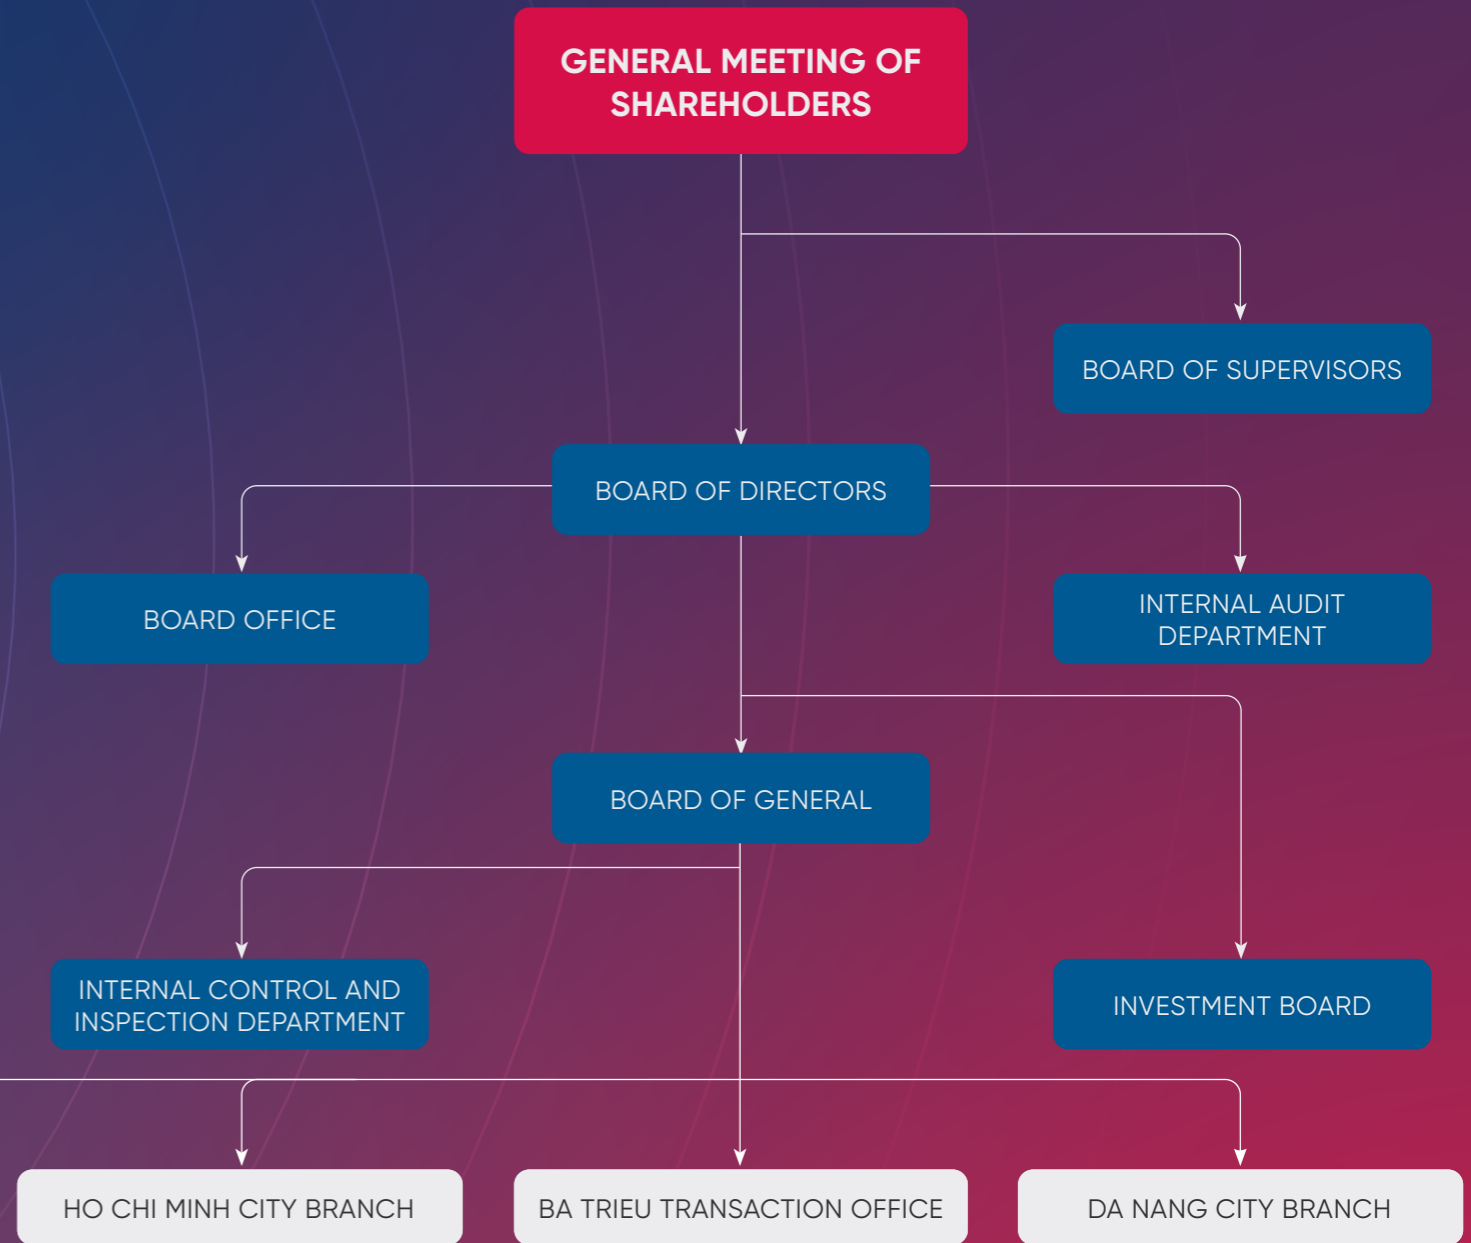 GENERAL MEETING OF
SHAREHOLDERS
BOARD OF SUPERVISORS
BOARD OF DIRECTORS
BOARD OFFICE
INTERNAL AUDIT
DEPARTMENT
BOARD OF GENERAL
INTERNAL CONTROL AND
INSPECTION DEPARTMENT
INVESTMENT BOARD
HO CHI MINH CITY BRANCH
BA TRIEU TRANSACTION OFFICE
DA NANG CITY BRANCH